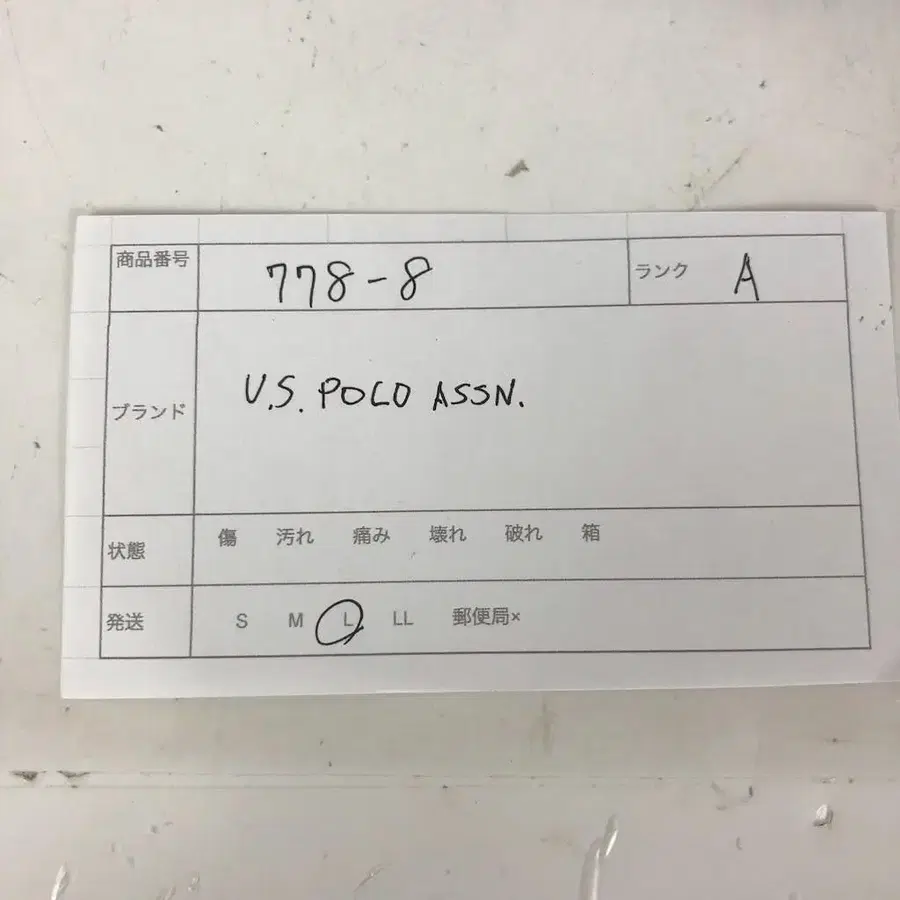 商品番号 778-8 ランク A
ブランド U.S. POLO ASSN.
状態 傷 汚れ 痛み 壊れ 破れ 箱
発送 S M L LL 郵便局×